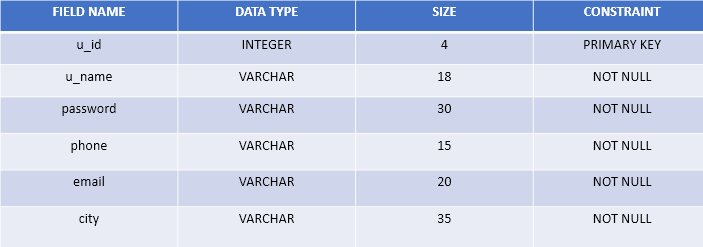 FIELD NAME DATA TYPE SIZE CONSTRAINT
u_id INTEGER 4 PRIMARY KEY
u_name VARCHAR 18 NOT NULL
password VARCHAR 30 NOT NULL
phone VARCHAR 15 NOT NULL
email VARCHAR 20 NOT NULL
city VARCHAR 35 NOT NULL